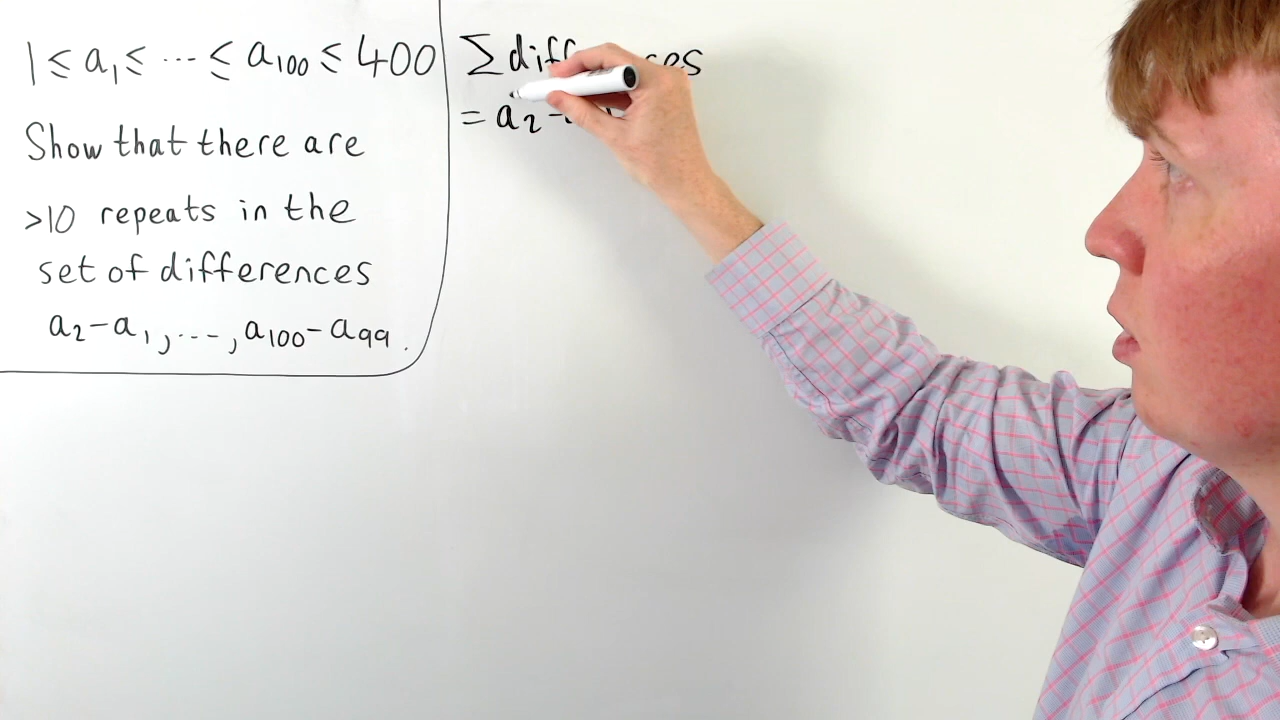 1 ≤ a₁ ≤ ⋯ ≤ a₁₀₀ ≤ 400
Show that there are
>10 repeats in the
set of differences
a₂-a₁,⋯,a₁₀₀-a₉₉.
∑
= a₂-